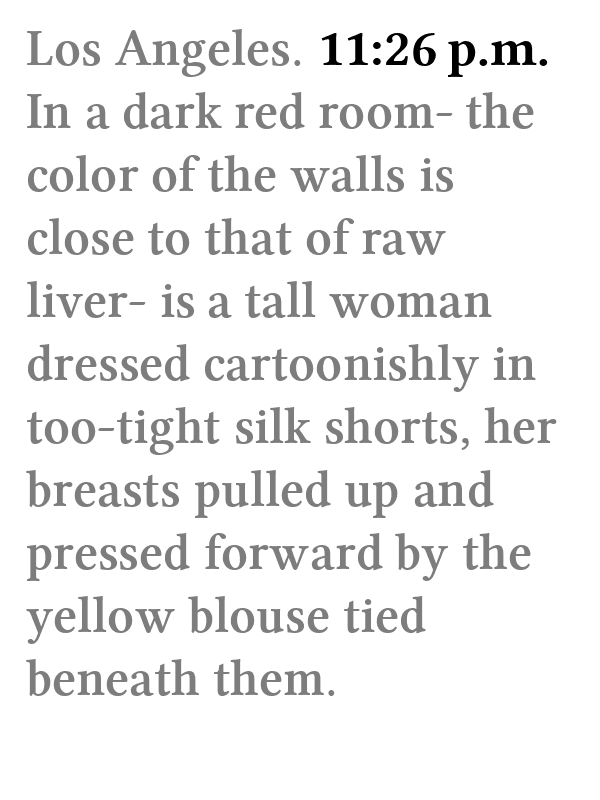 Los Angeles. 11:26 p.m.
In a dark red room- the
color of the walls is
close to that of raw
liver- is a tall woman
dressed cartoonishly in
too-tight silk shorts, her
breasts pulled up and
pressed forward by the
yellow blouse tied
beneath them.